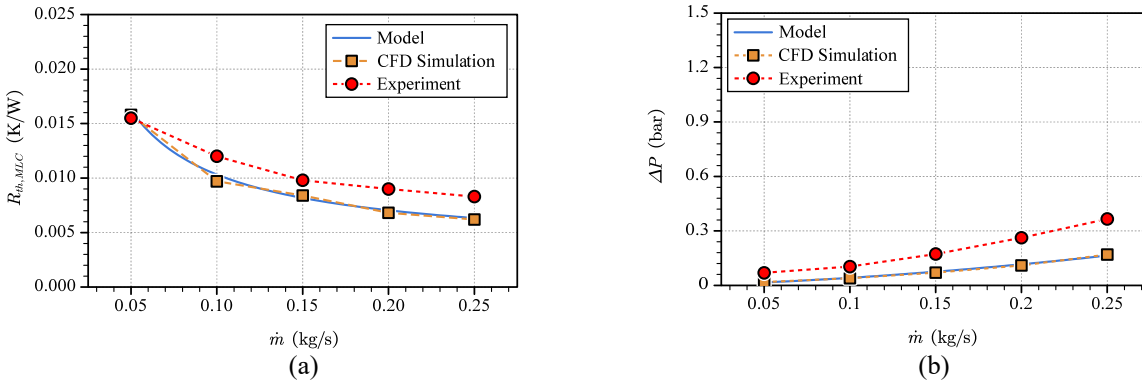 0.025
0.020
0.015
0.010
0.005
0.000
R_{th,MLC} (K/W)
Model
CFD Simulation
Experiment
0.05 0.10 0.15 0.20 0.25
ṁ (kg/s)
(a)
1.5
1.2
0.9
0.6
0.3
0
ΔP (bar)
Model
CFD Simulation
Experiment
0.05 0.1 0.15 0.2 0.25
ṁ (kg/s)
(b)